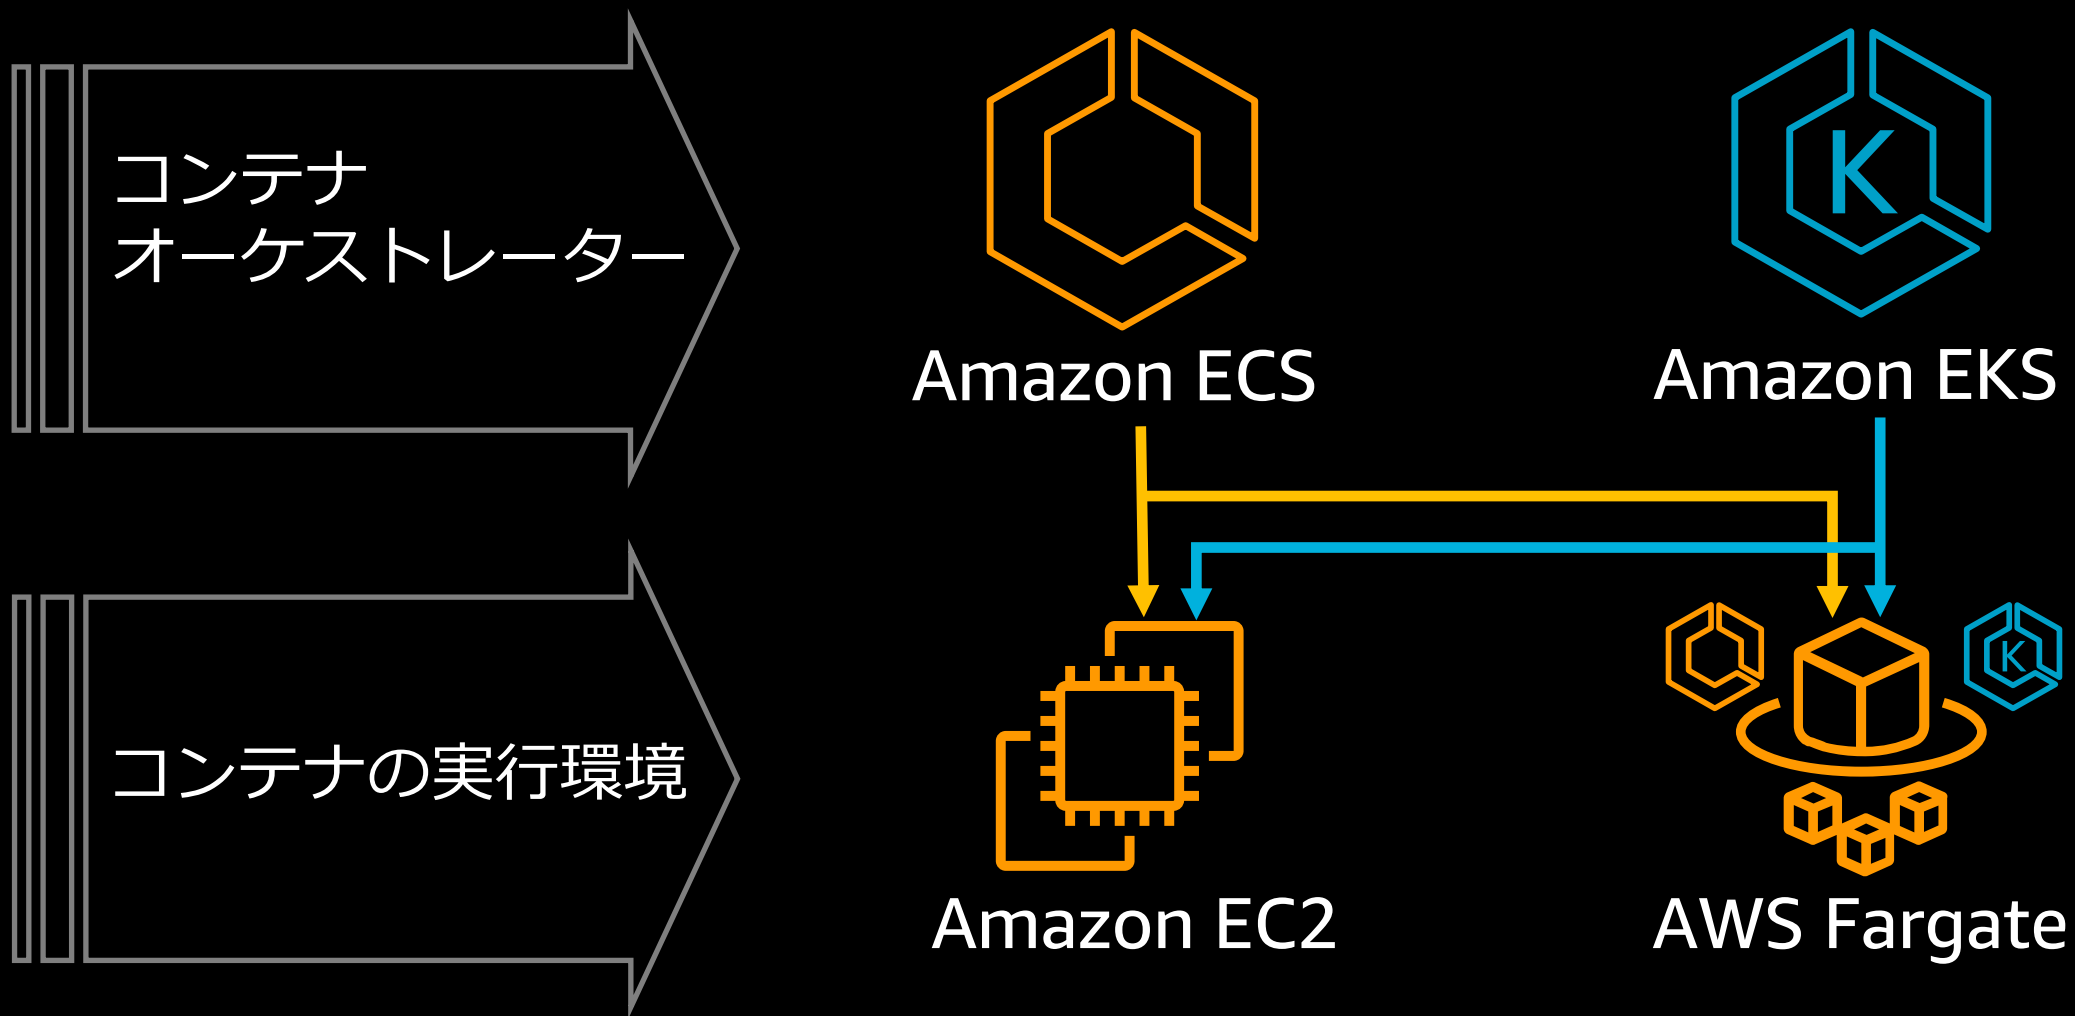 コンテナ
オーケストレーター
K
Amazon ECS
Amazon EKS
コンテナの実行環境
K
Amazon EC2
AWS Fargate